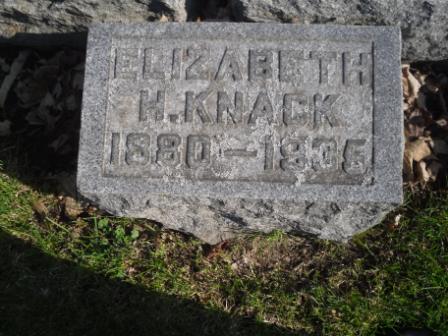 ELIZABETH
H. KNACK
1880-1935